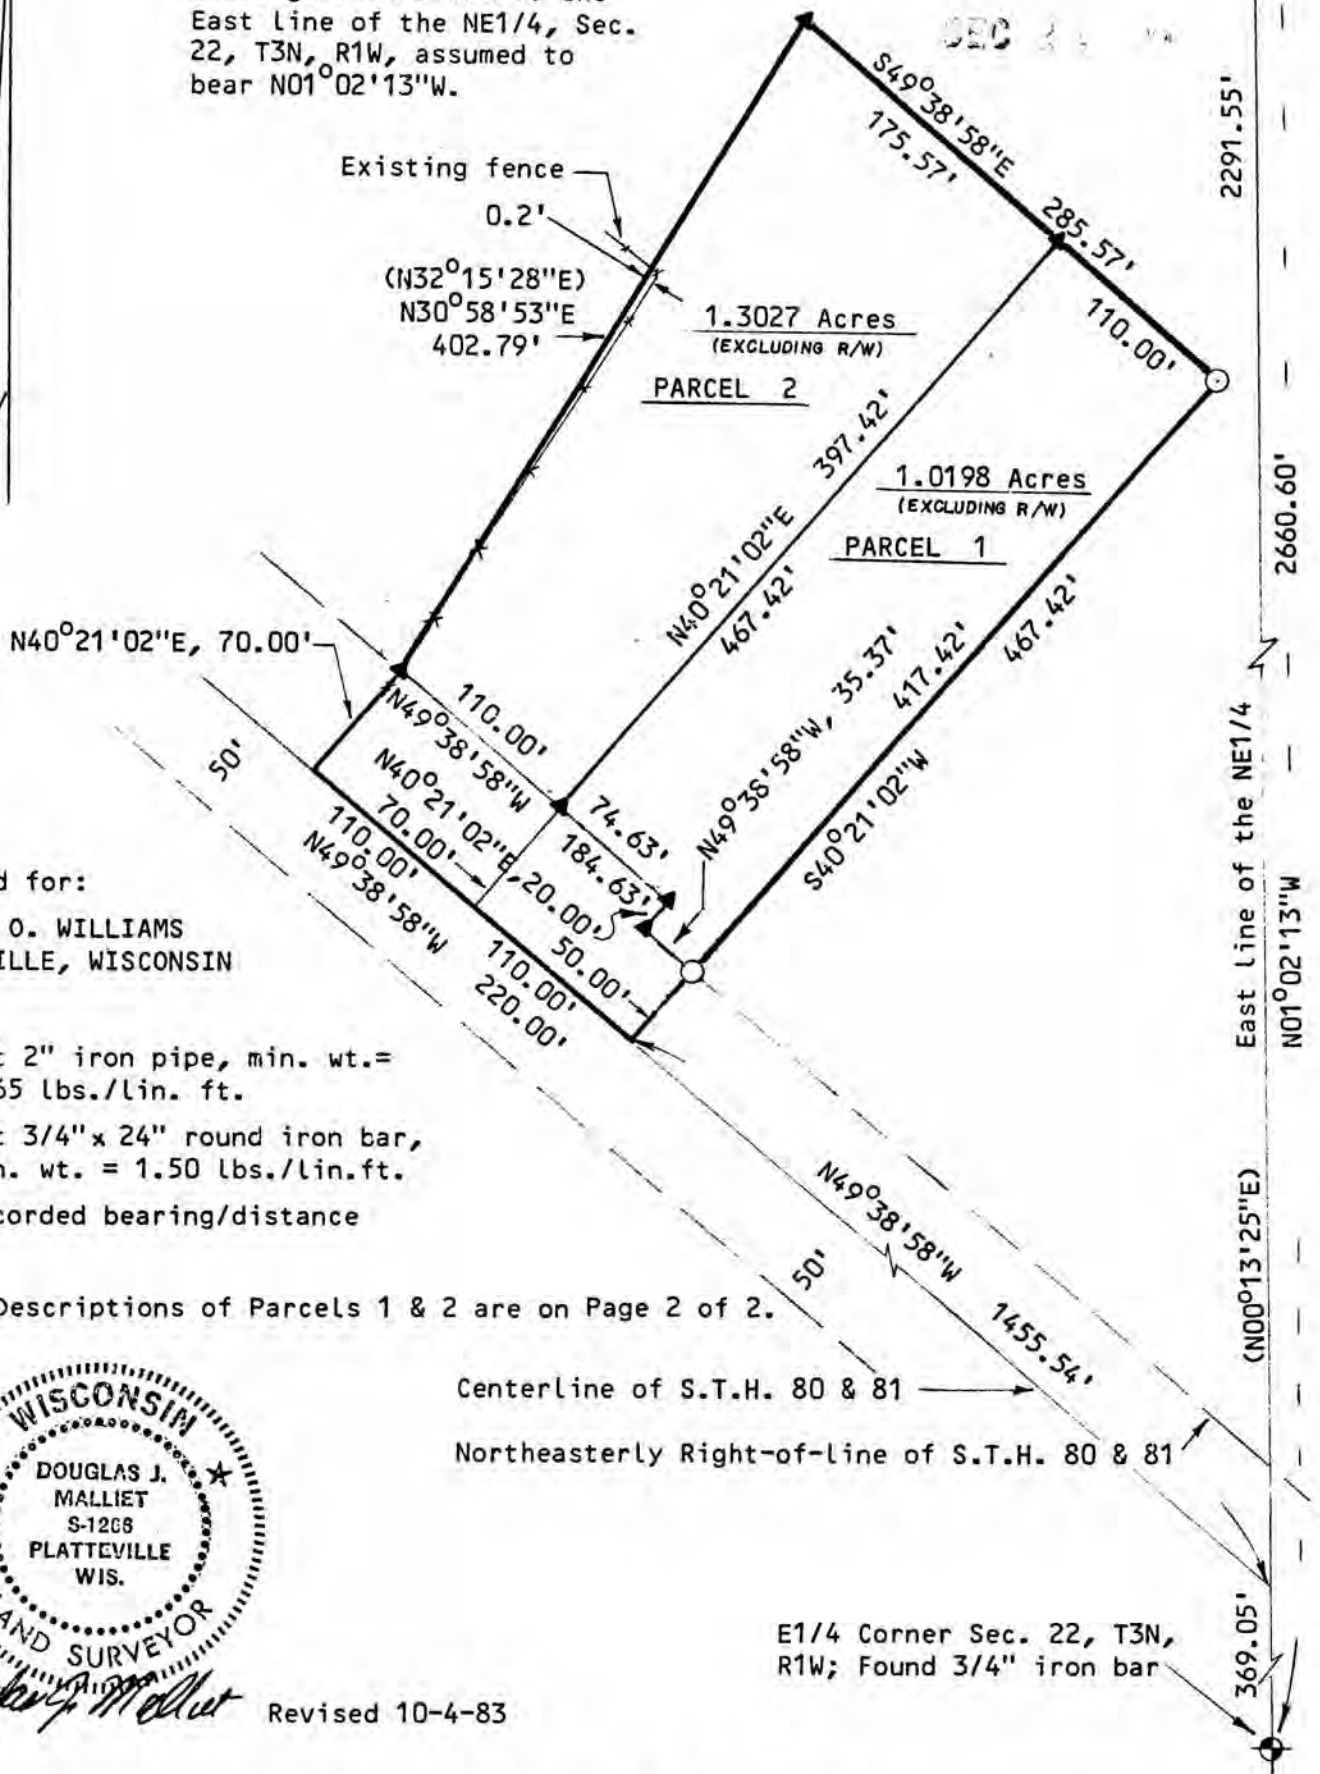 East line of the NE1/4, Sec.
22, T3N, R1W, assumed to
bear N01°02'13"W.
S49°38'58"E
175.57'
285.57'
110.00'
2291.55'
Existing fence
0.2'
(N32°15'28"E)
N30°58'53"E
402.79'
1.3027 Acres
(EXCLUDING R/W)
PARCEL 2
397.42'
N40°21'02"E
467.42'
1.0198 Acres
(EXCLUDING R/W)
PARCEL 1
2660.60'
N40°21'02"E, 70.00'
110.00'
N49°38'58"W
N40°21'02"E
70.00'
,20.00'
74.63'
184.63'
N49°38'58"W, 35.37'
417.42'
467.42'
S40°21'02"W
50'
110.00'
N49°38'58"W
50.00'
110.00'
220.00'
East line of the NE1/4
N01°02'13"W
(N00°13'25"E)
d for:
O. WILLIAMS
ILLE, WISCONSIN
2" iron pipe, min. wt.=
65 lbs./lin. ft.
3/4"x 24" round iron bar,
n. wt. = 1.50 lbs./lin.ft.
corded bearing/distance
N49°38'58"W
1455.54'
50'
Descriptions of Parcels 1 & 2 are on Page 2 of 2.
Centerline of S.T.H. 80 & 81
Northeasterly Right-of-line of S.T.H. 80 & 81
WISCONSIN
DOUGLAS J.
MALLIET
PLATTEVILLE
WIS.
AND SURVEYOR
Revised 10-4-83
E1/4 Corner Sec. 22, T3N,
R1W; Found 3/4" iron bar
369.05'